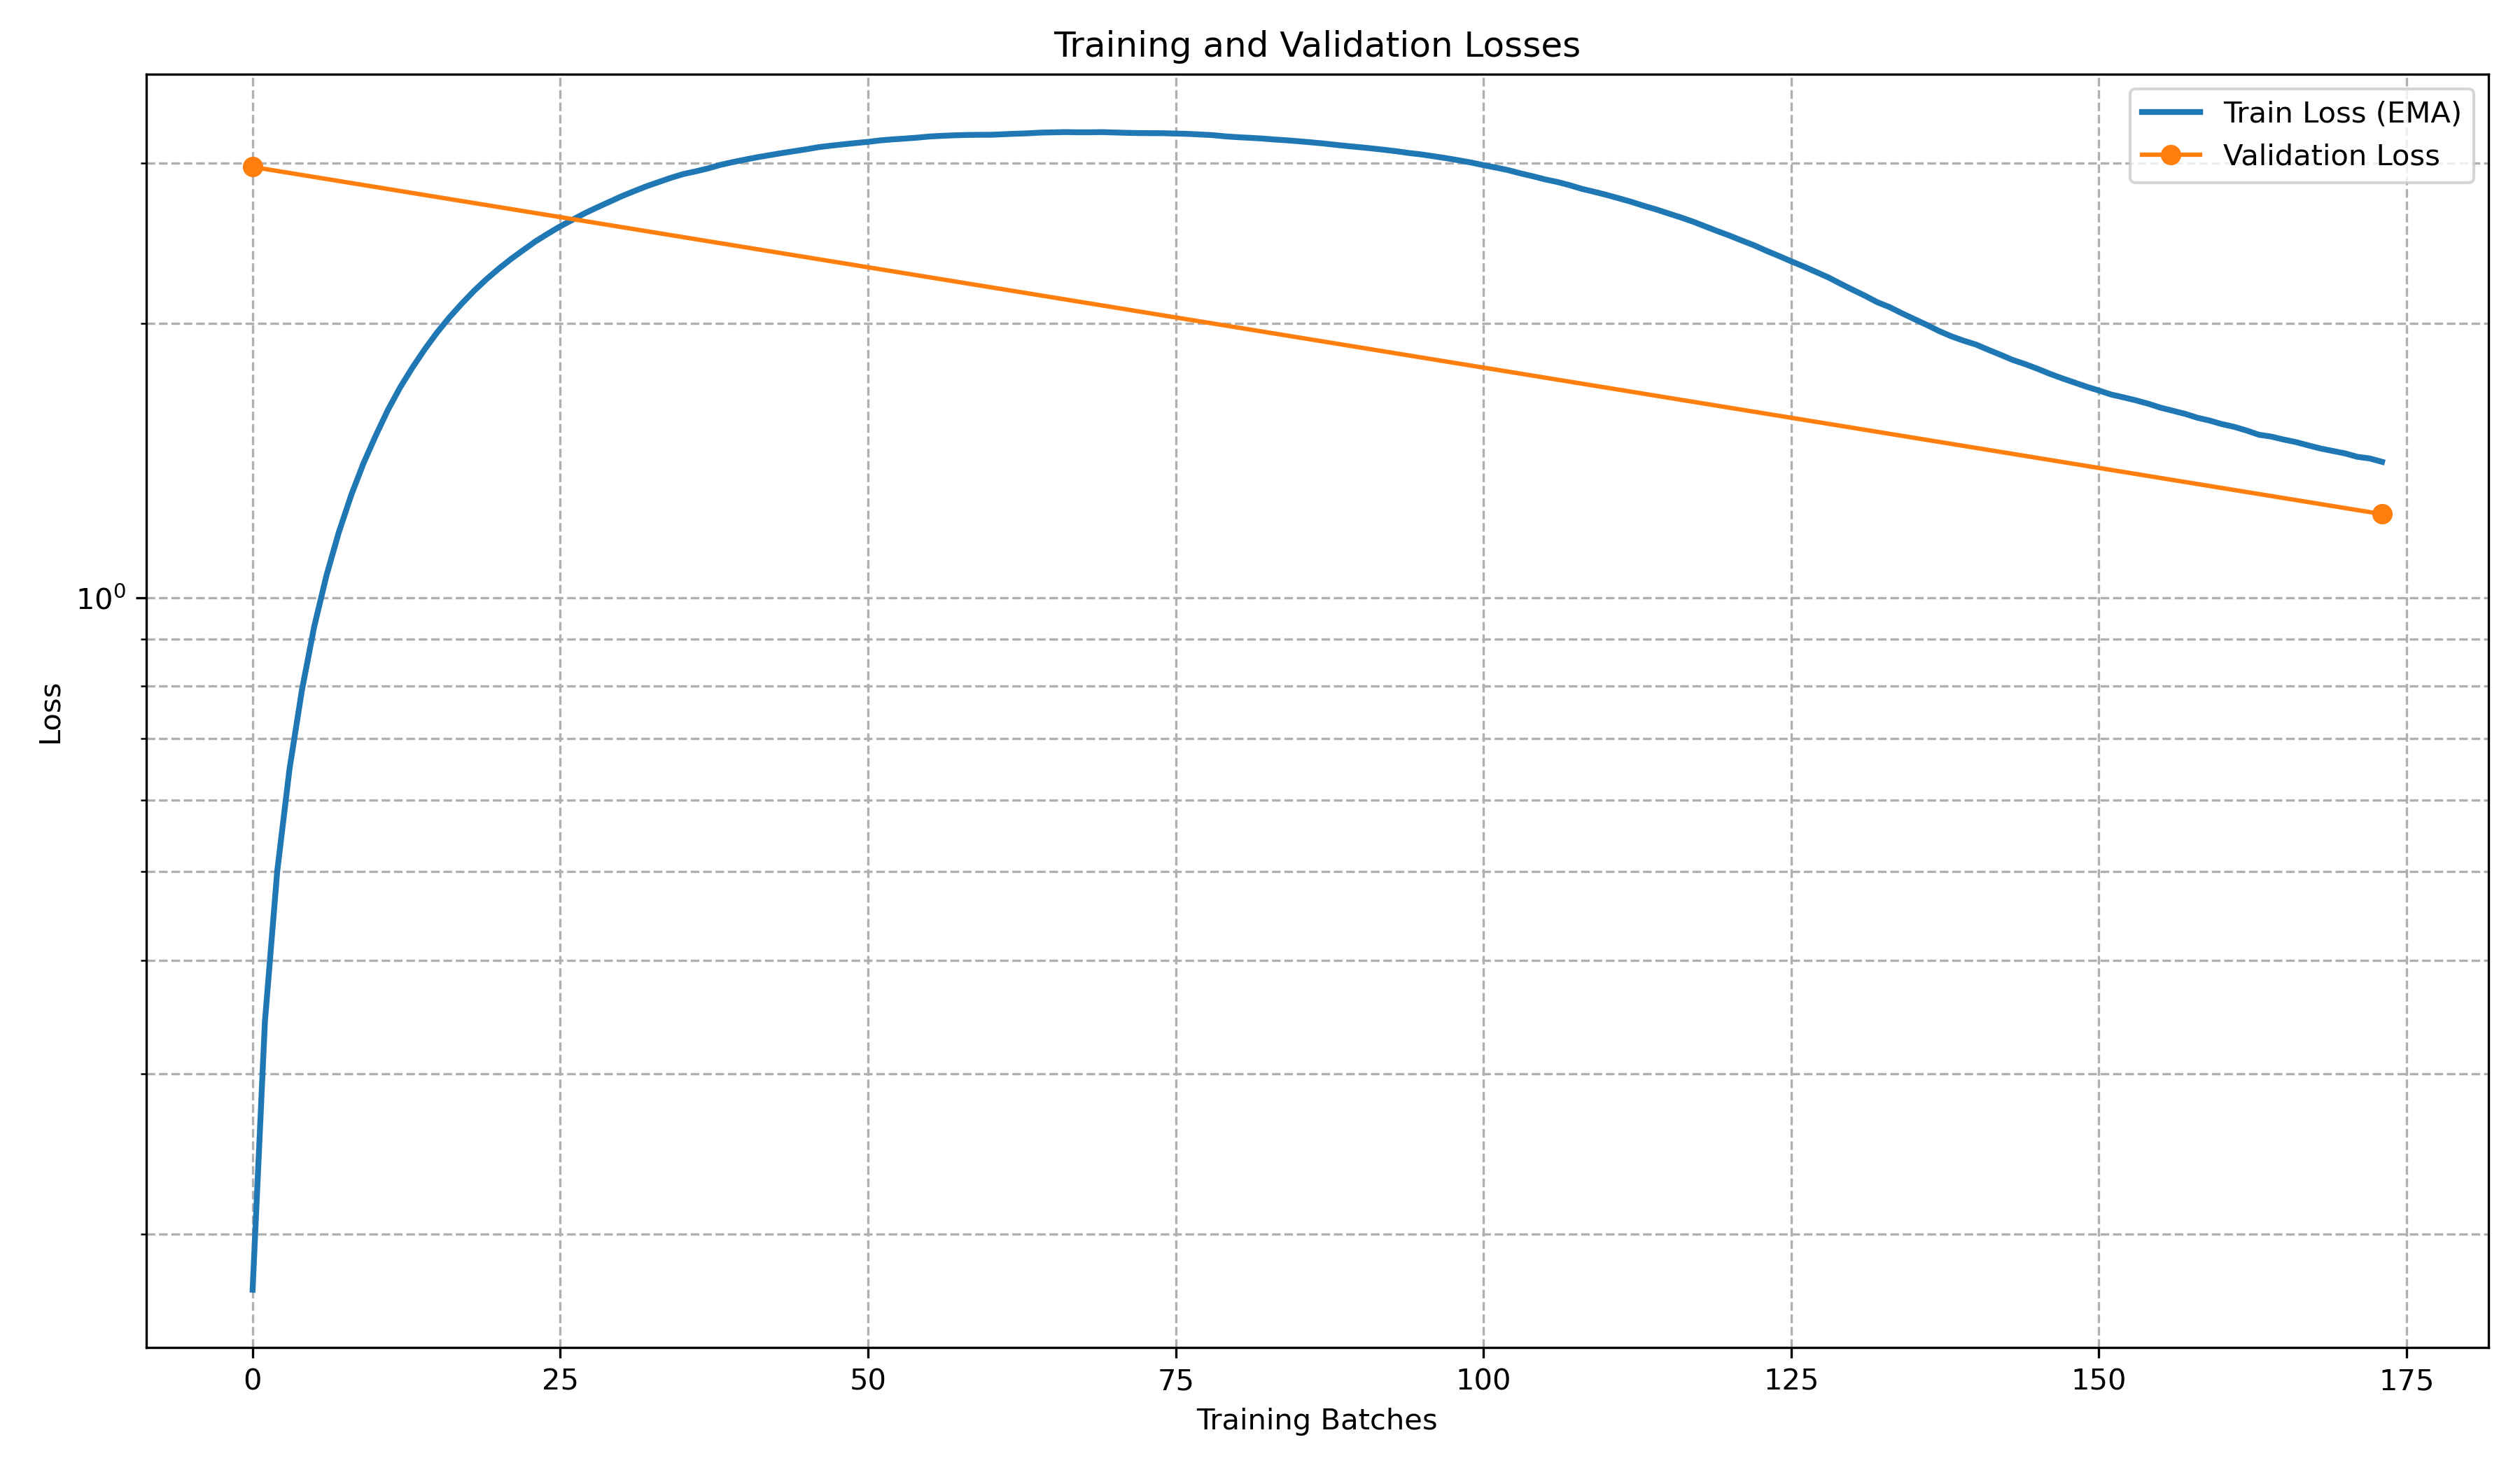 Training and Validation Losses
Train Loss (EMA)
Validation Loss
10⁰
Loss
0 25 50 75 100 125 150 175
Training Batches